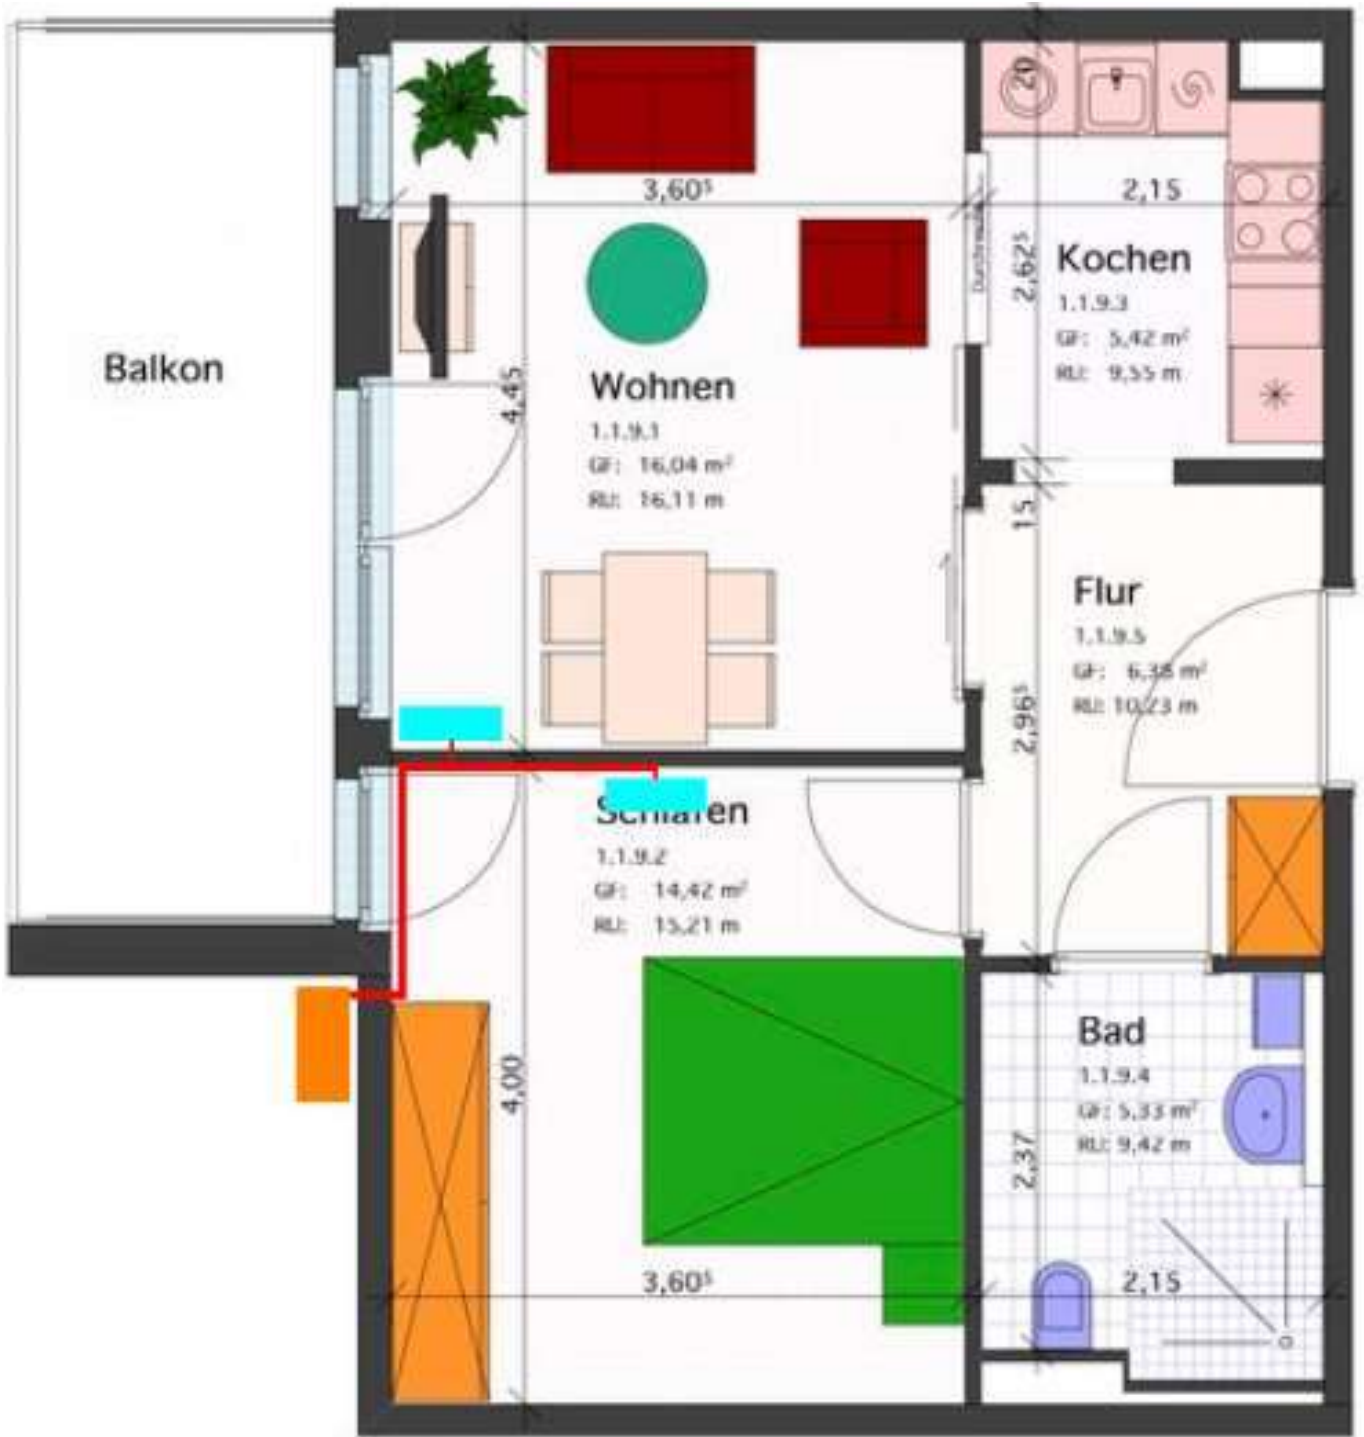 20
3,60⁵
2,15
Kochen
1.1.9.3
GF: 5,42 m²
RU: 9,55 m
2,62⁵
Balkon
4,45
Wohnen
1.1.9.1
GF: 16,04 m²
RU: 16,11 m
15
Flur
1.1.9.5
GF: 6,38 m²
RU: 10,23 m
2,96⁵
Schlafen
1.1.9.2
GF: 14,42 m²
RU: 15,21 m
4,00
Bad
1.1.9.4
GF: 5,33 m²
RU: 9,42 m
2,37
3,60⁵
2,15